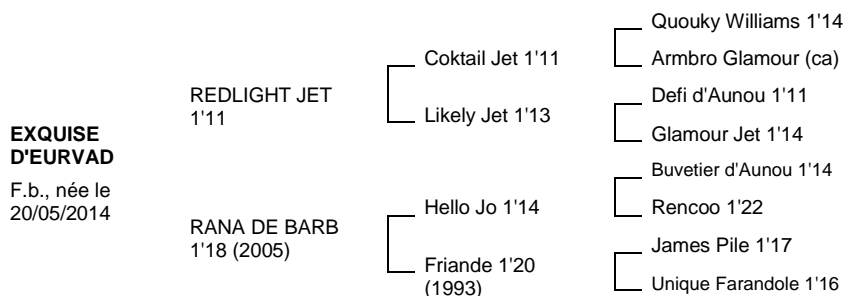 EXQUISE
D'EURVAD
F.b., née le
20/05/2014
REDLIGHT JET
1'11
RANA DE BARB
1'18 (2005)
Coktail Jet 1'11
Likely Jet 1'13
Hello Jo 1'14
Friande 1'20
(1993)
Quouky Williams 1'14
Armbro Glamour (ca)
Defi d'Aunou 1'11
Glamour Jet 1'14
Buvetier d'Aunou 1'14
Rencoo 1'22
James Pile 1'17
Unique Farandole 1'16